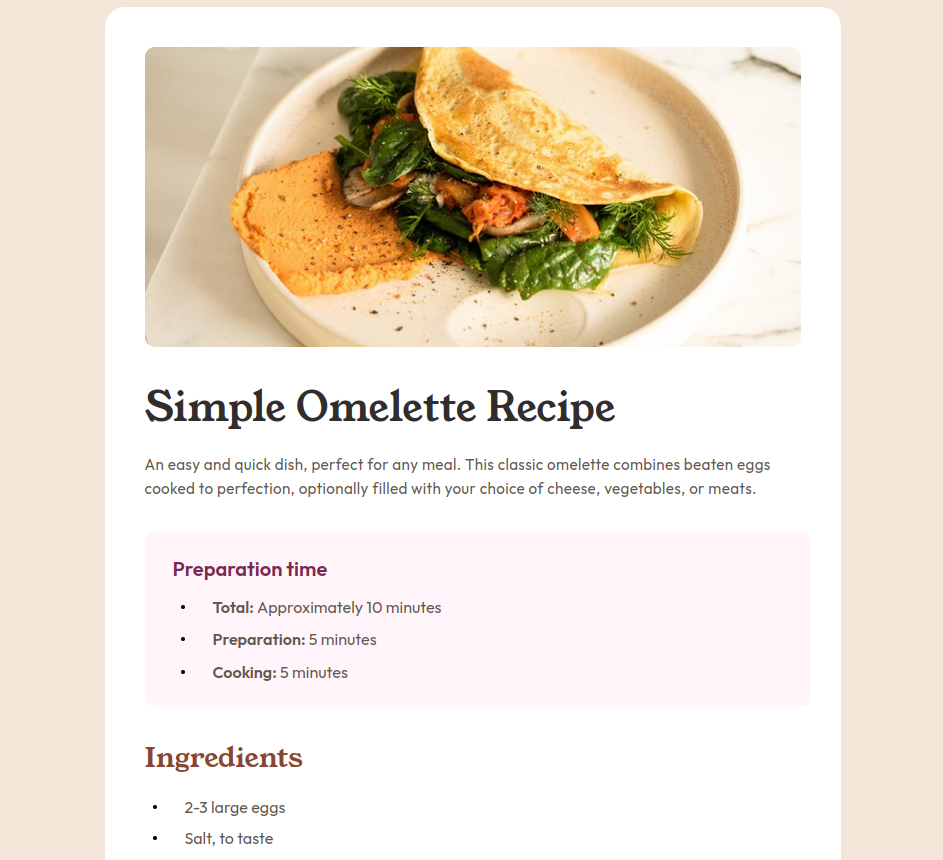 Simple Omelette Recipe
An easy and quick dish, perfect for any meal. This classic omelette combines beaten eggs
cooked to perfection, optionally filled with your choice of cheese, vegetables, or meats.
Preparation time
• Total: Approximately 10 minutes
• Preparation: 5 minutes
• Cooking: 5 minutes
Ingredients
• 2-3 large eggs
• Salt, to taste